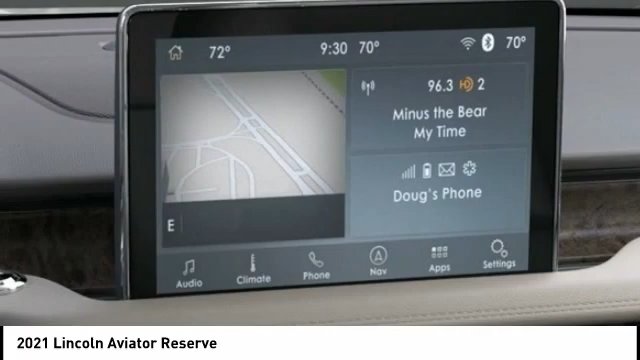 72° 9:30 70° 70°
96.3 HD 2
Minus the Bear
My Time
Doug's Phone
E
Audio Climate Phone Nav Apps Settings
2021 Lincoln Aviator Reserve